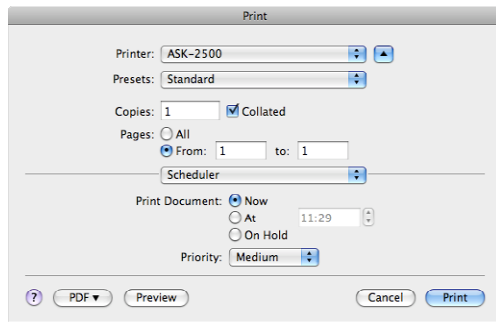 Print
Printer: ASK-2500
Presets: Standard
Copies: 1 Collated
Pages: All
From: 1 to: 1
Scheduler
Print Document: Now
At 11:29
On Hold
Priority: Medium
? PDF▼ Preview Cancel Print